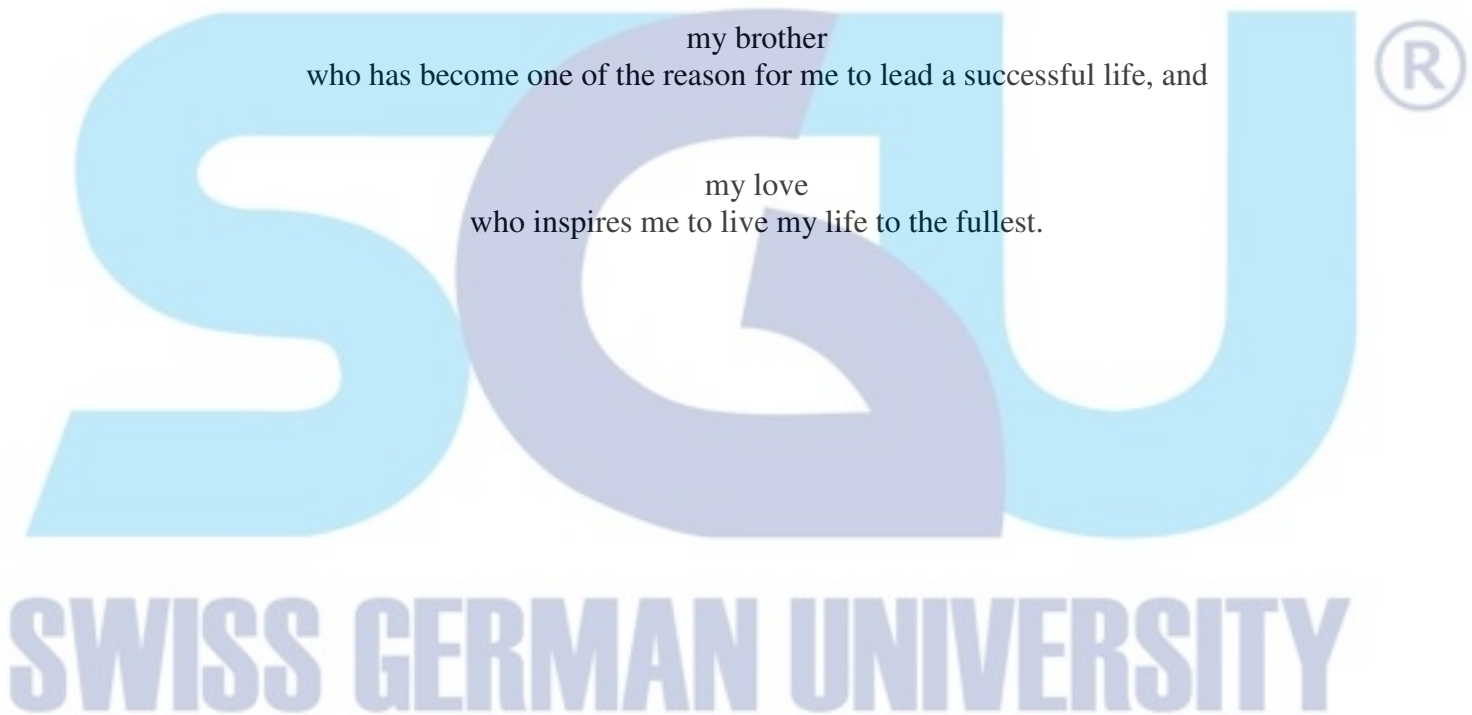 my brother
who has become one of the reason for me to lead a successful life, and
my love
who inspires me to live my life to the fullest.
SGU ®
SWISS GERMAN UNIVERSITY